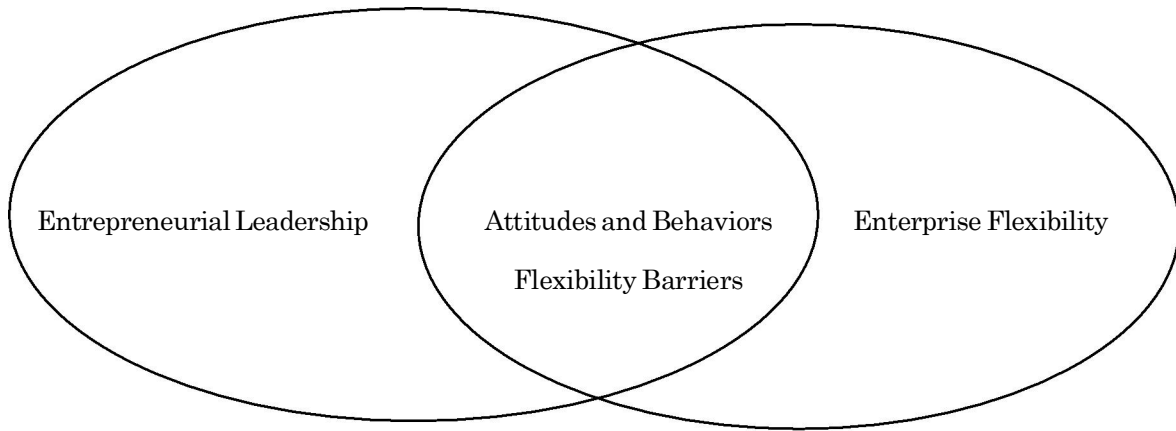 Entrepreneurial Leadership
Attitudes and Behaviors
Flexibility Barriers
Enterprise Flexibility